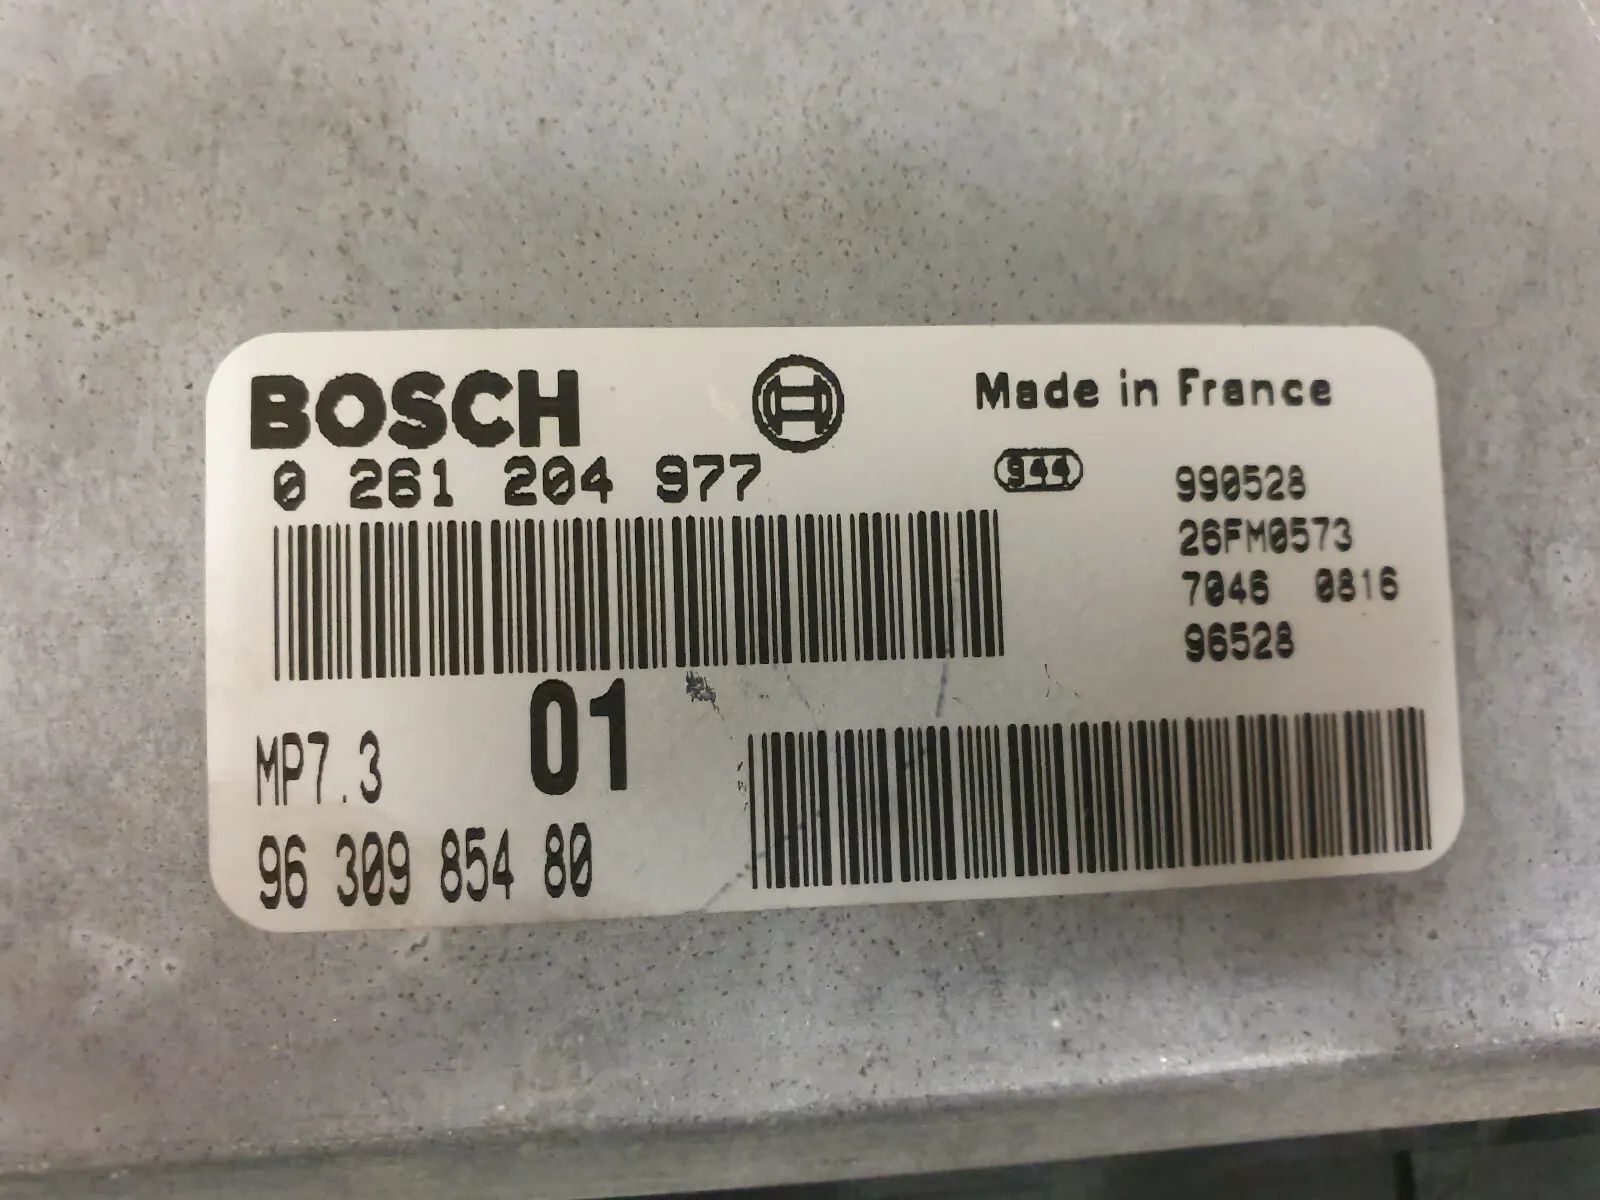 BOSCH
Made in France
0 261 204 977
944
990528
26FM0573
7046 0816
96528
01
MP7.3
96 309 854 80